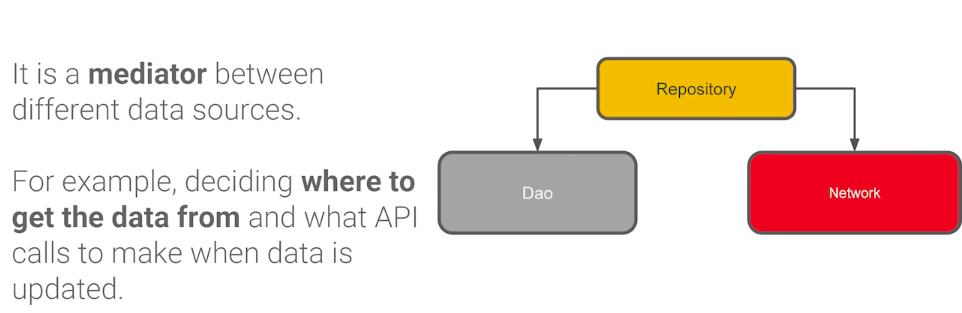 It is a mediator between
different data sources.
For example, deciding where to
get the data from and what API
calls to make when data is
updated.
Repository
Dao
Network